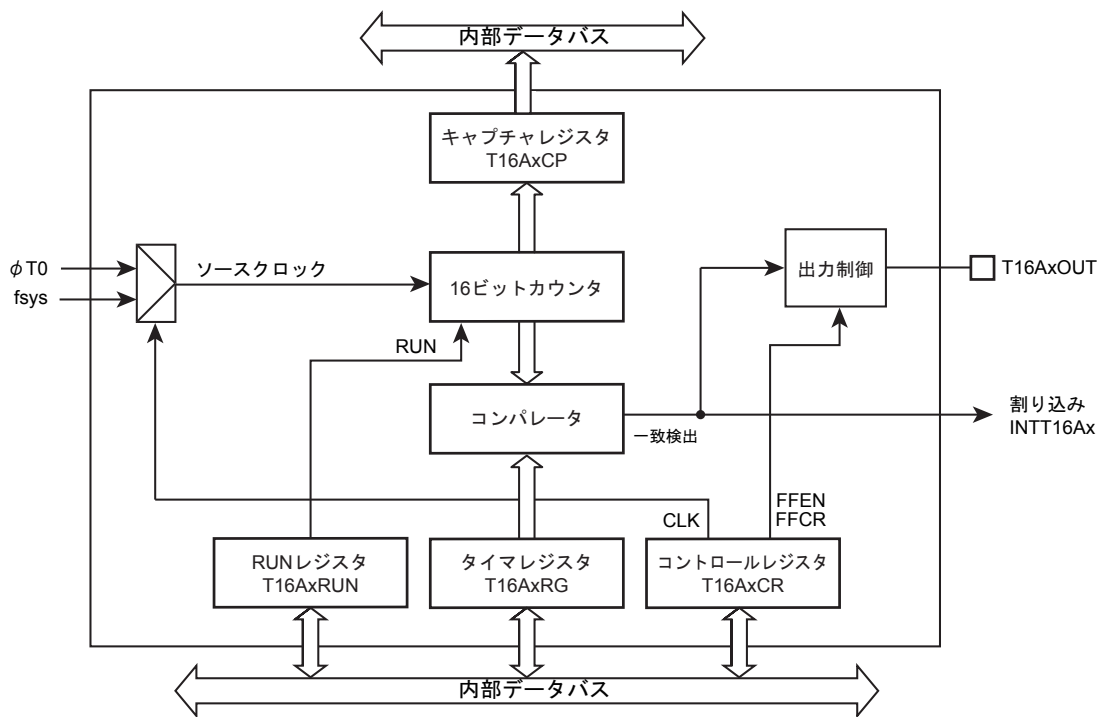 内部データバス
キャプチャレジスタ
T16AxCP
φT0
fsys
ソースクロック
16ビットカウンタ
出力制御
T16AxOUT
RUN
コンパレータ
一致検出
割り込み
INTT16Ax
CLK
FFEN
FFCR
RUNレジスタ
T16AxRUN
タイマレジスタ
T16AxRG
コントロールレジスタ
T16AxCR
内部データバス